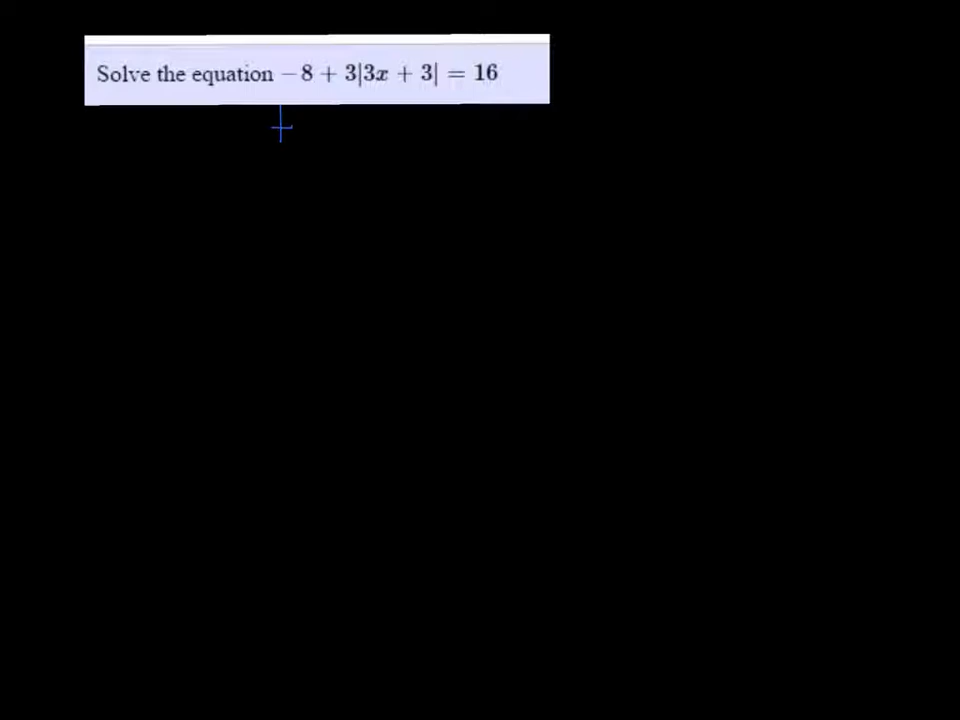 Solve the equation −8 + 3|3x + 3| = 16
+